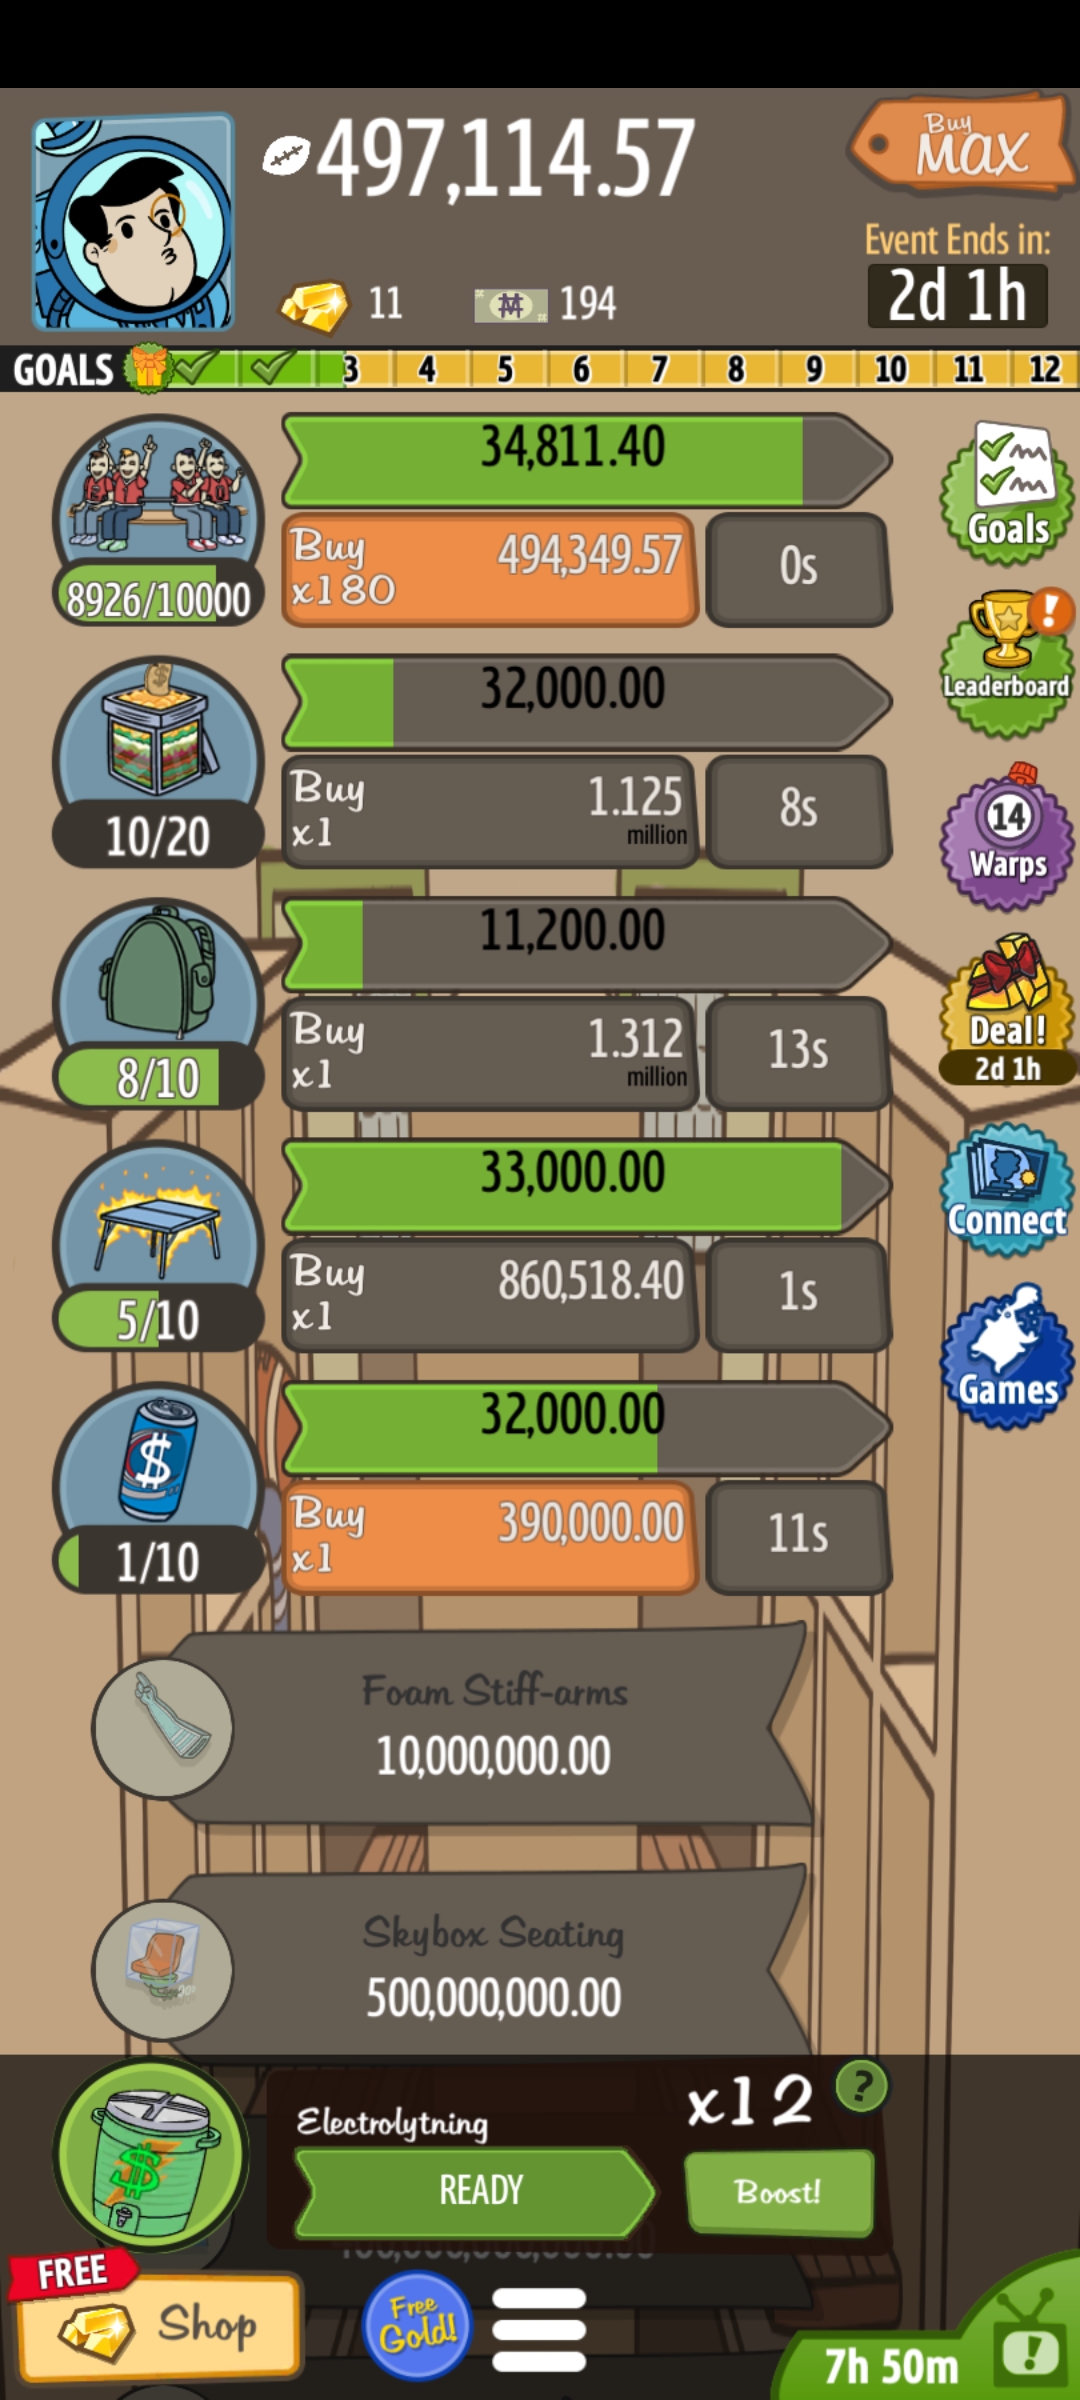 497,114.57
Buy
MAX
Event Ends in:
2d 1h
11
194
GOALS 3 4 5 6 7 8 9 10 11 12
34,811.40
Buy
x180
494,349.57
0s
8926/10000
Goals
32,000.00
Buy
x1
1.125
million
8s
10/20
!
Leaderboard
11,200.00
Buy
x1
1.312
million
13s
8/10
14
Warps
Deal!
2d 1h
33,000.00
Buy
x1
860,518.40
1s
5/10
Connect
32,000.00
Buy
x1
390,000.00
11s
$
1/10
Games
Foam Stiff-arms
10,000,000.00
Skybox Seating
500,000,000.00
Electrolytning
x12
?
READY
Boost!
$
FREE
Shop
Free
Gold!
7h 50m
!